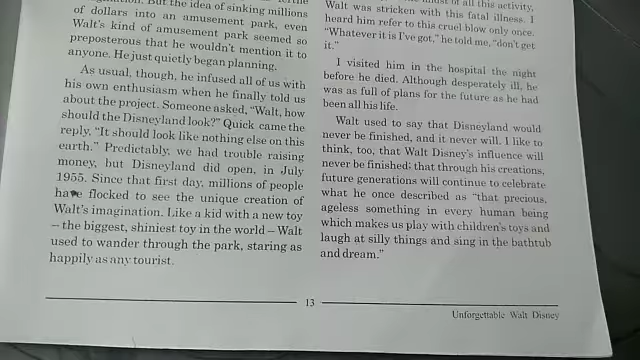 But the idea of sinking millions
of dollars into an amusement park, even
Walt's kind of amusement park seemed so
preposterous that he wouldn't mention it to
anyone. He just quietly began planning.
As usual, though, he infused all of us with
his own enthusiasm when he finally told us
about the project. Someone asked, "Walt, how
should the Disneyland look?" Quick came the
reply, "It should look like nothing else on this
earth." Predictably, we had trouble raising
money, but Disneyland did open, in July
1955. Since that first day, millions of people
have flocked to see the unique creation of
Walt's imagination. Like a kid with a new toy
– the biggest, shiniest toy in the world – Walt
used to wander through the park, staring as
happily as any tourist.
of all this activity,
Walt was stricken with this fatal illness. I
heard him refer to this cruel blow only once.
"Whatever it is I've got," he told me, "don't get
it."
I visited him in the hospital the night
before he died. Although desperately ill, he
was as full of plans for the future as he had
been all his life.
Walt used to say that Disneyland would
never be finished, and it never will. I like to
think, too, that Walt Disney's influence will
never be finished; that through his creations,
future generations will continue to celebrate
what he once described as "that precious,
ageless something in every human being
which makes us play with children's toys and
laugh at silly things and sing in the bathtub
and dream."
13
Unforgettable Walt Disney